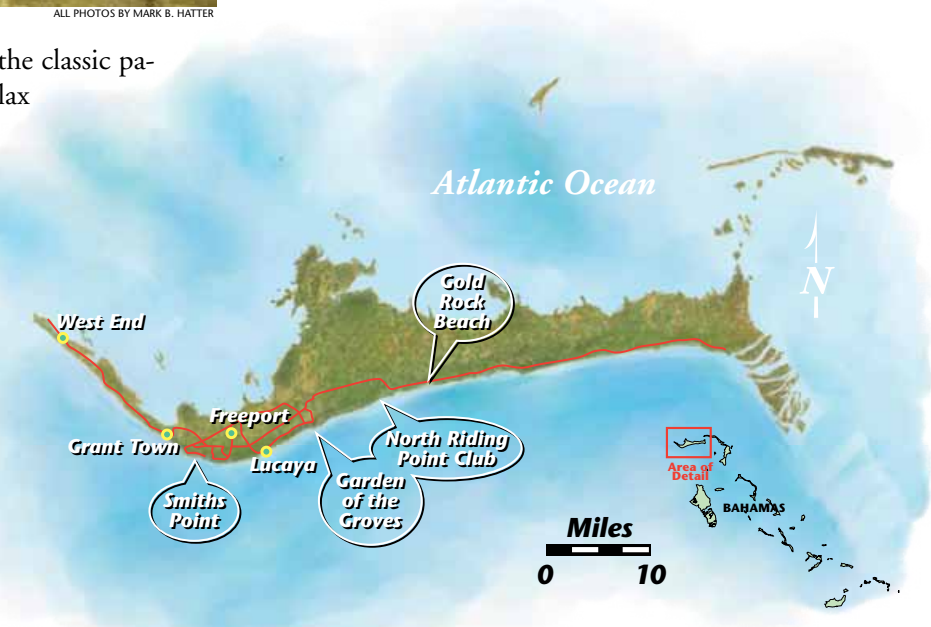 ALL PHOTOS BY MARK B. HATTER
the classic pa-
lax
Atlantic Ocean
N
Gold
Rock
Beach
West End
Freeport
Grant Town
Lucaya
North Riding
Point Club
Garden
of the
Groves
Smiths
Point
Area of
Detail
BAHAMAS
Miles
0 10